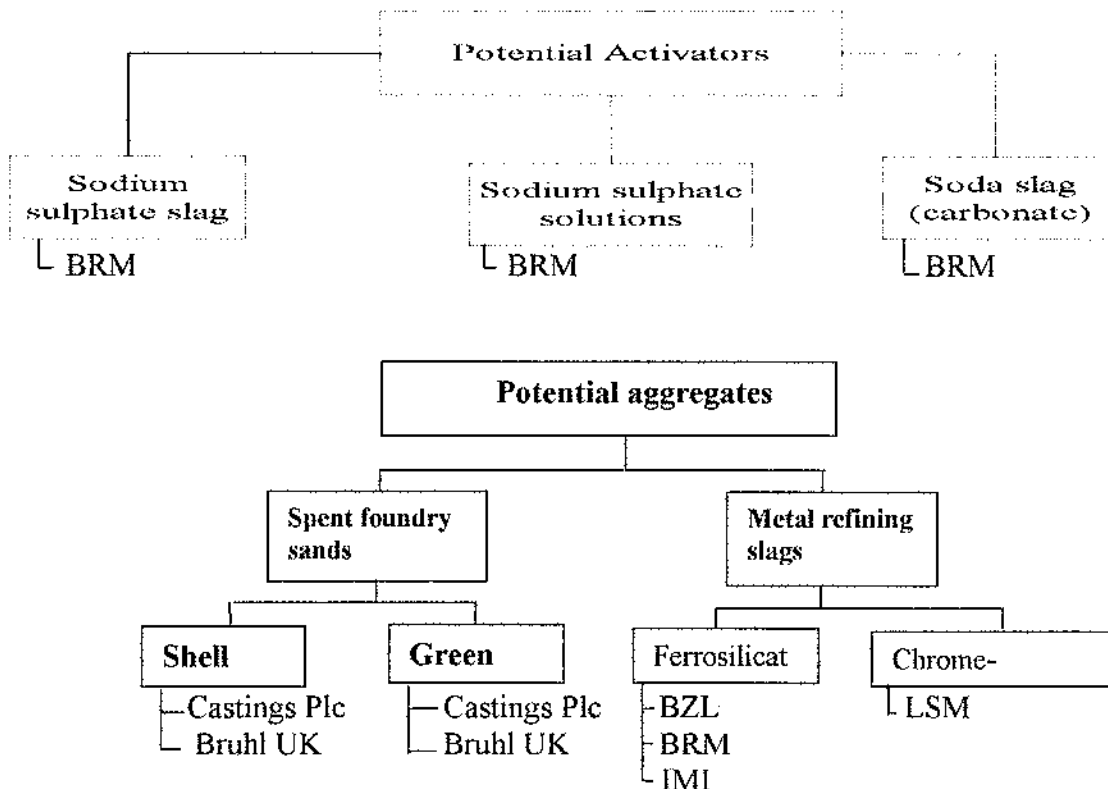 Potential Activators
Sodium
sulphate slag
Sodium sulphate
solutions
Soda slag
(carbonate)
BRM
BRM
BRM
Potential aggregates
Spent foundry
sands
Metal refining
slags
Shell
Green
Ferrosilicat
Chrome-
Castings Plc
Bruhl UK
Castings Plc
Bruhl UK
BZL
BRM
IMI
LSM